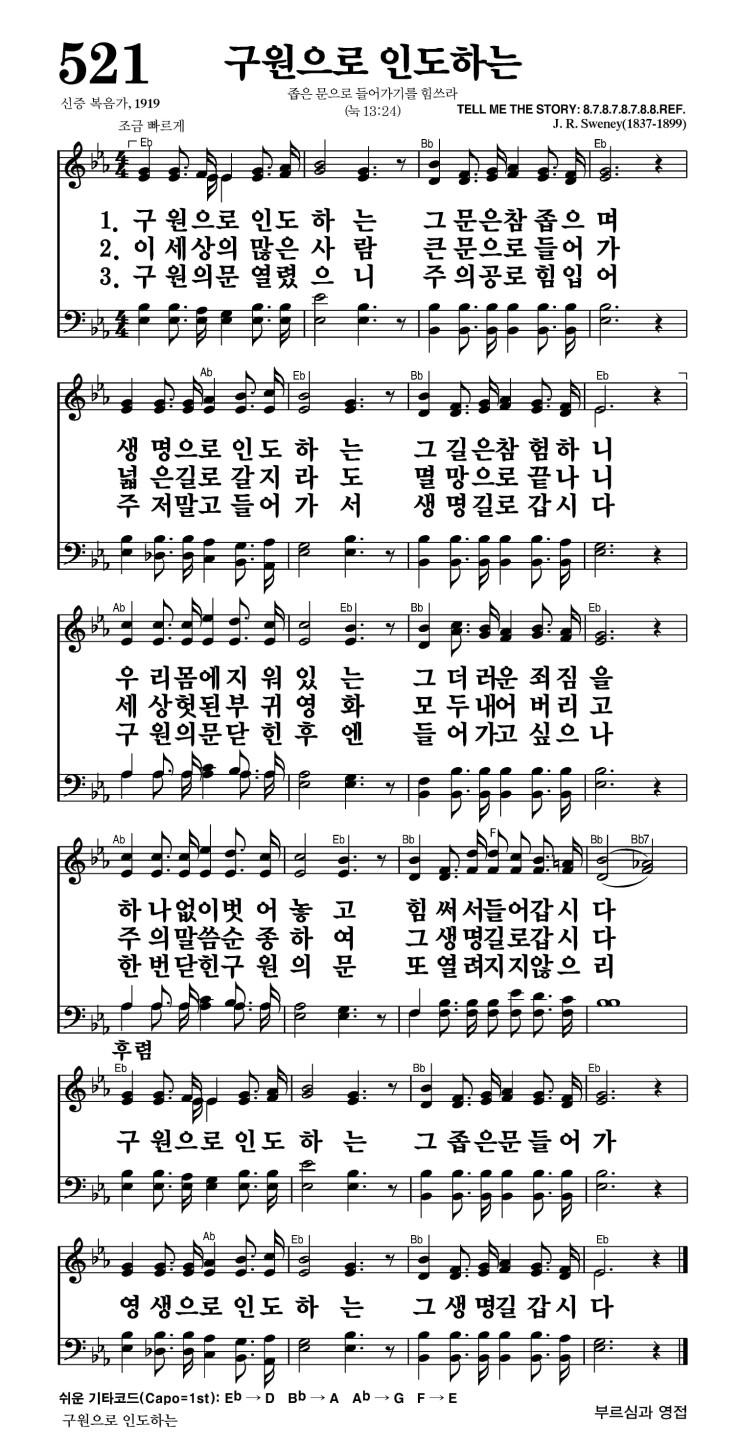 521
구원으로 인도하는
좁은 문으로 들어가기를 힘쓰라
(눅 13:24)
신증 복음가, 1919
TELL ME THE STORY: 8.7.8.7.8.7.8.8.REF.
J. R. Sweney(1837-1899)
조금 빠르게
Eb Bb Eb
1. 구 원으로 인도 하 는 그 문은참 좁으 며
2. 이 세상의 많은 사 람 큰 문으로 들어 가
3. 구 원의문 열렸 으 니 주 의공로 힘입 어
Ab Eb Bb Eb
생 명으로 인도 하 는 그 길은참 험하 니
넓 은길로 갈지 라 도 멸 망으로 끝나 니
주 저말고 들어 가 서 생 명길로 갑시 다
Ab Eb Bb Eb
우 리몸에지 워 있 는 그 더 러운 죄 짐 을
세 상헛된부 귀 영 화 모 두 내어 버 리 고
구 원의문닫 힌 후 엔 들 어 가고 싶 으 나
Ab Eb Bb F Bb Bb7
하 나없이벗 어 놓 고 힘 써 서들어갑 시 다
주 의말씀순 종 하 여 그 생 명길로갑 시 다
한 번닫힌구 원 의 문 또 열 려지지않 으 리
후렴
Eb Bb Eb
구 원으로 인도 하 는 그 좁은문 들어 가
Ab Eb Bb Eb
영 생으로 인도 하 는 그 생 명길 갑시 다
쉬운 기타코드(Capo=1st): Eb → D Bb → A Ab → G F → E
구원으로 인도하는
부르심과 영접